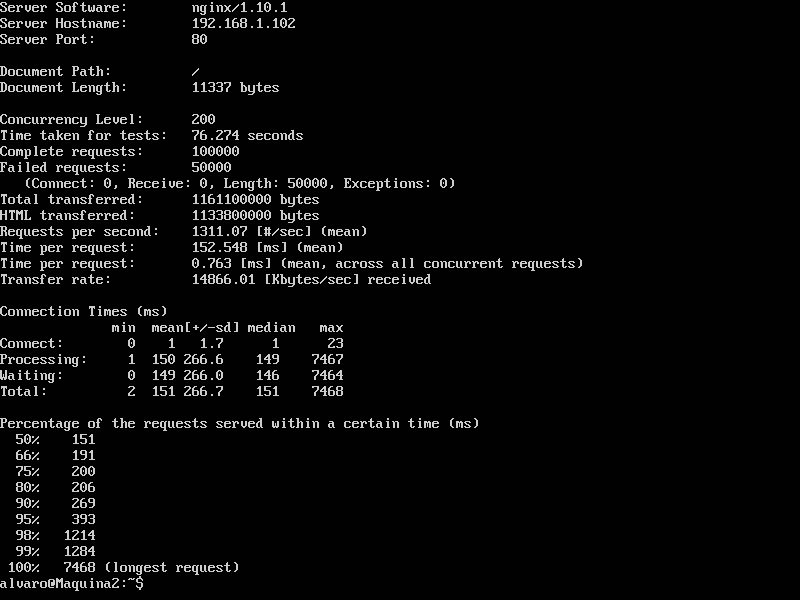 Server Software:        nginx/1.10.1
Server Hostname:        192.168.1.102
Server Port:            80

Document Path:          /
Document Length:        11337 bytes

Concurrency Level:      200
Time taken for tests:   76.274 seconds
Complete requests:      100000
Failed requests:        50000
   (Connect: 0, Receive: 0, Length: 50000, Exceptions: 0)
Total transferred:      1161100000 bytes
HTML transferred:       1133800000 bytes
Requests per second:    1311.07 [#/sec] (mean)
Time per request:       152.548 [ms] (mean)
Time per request:       0.763 [ms] (mean, across all concurrent requests)
Transfer rate:          14866.01 [Kbytes/sec] received

Connection Times (ms)
              min  mean[+/-sd] median   max
Connect:        0    1   1.7      1      23
Processing:     1  150 266.6    149    7467
Waiting:        0  149 266.0    146    7464
Total:          2  151 266.7    151    7468

Percentage of the requests served within a certain time (ms)
  50%    151
  66%    191
  75%    200
  80%    206
  90%    269
  95%    393
  98%   1214
  99%   1284
 100%   7468 (longest request)
alvaro@Maquina2:~$